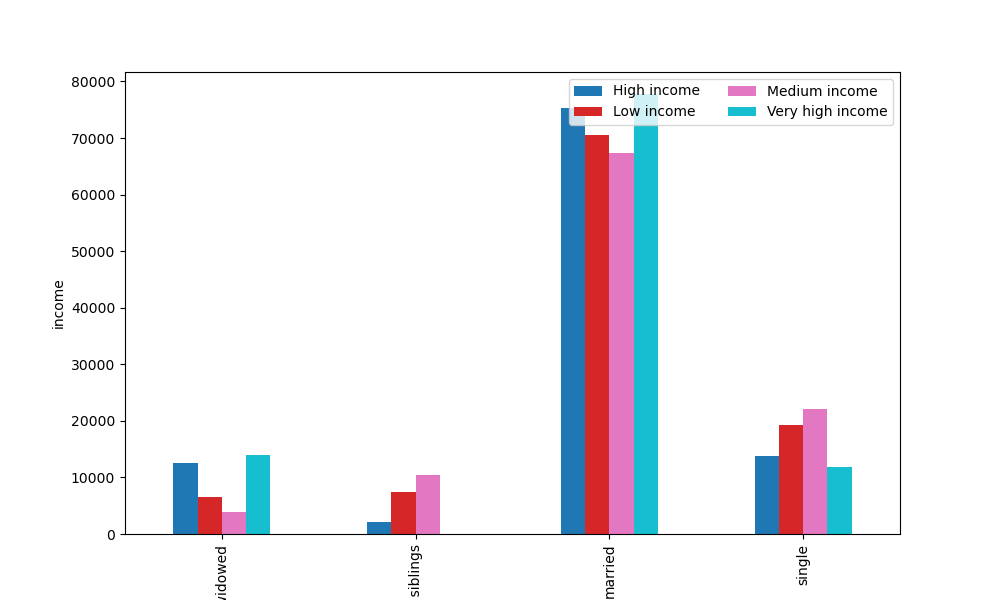 80000
70000
60000
50000
40000
30000
20000
10000
0
income
High income
Low income
Medium income
Very high income
siblings
married
single